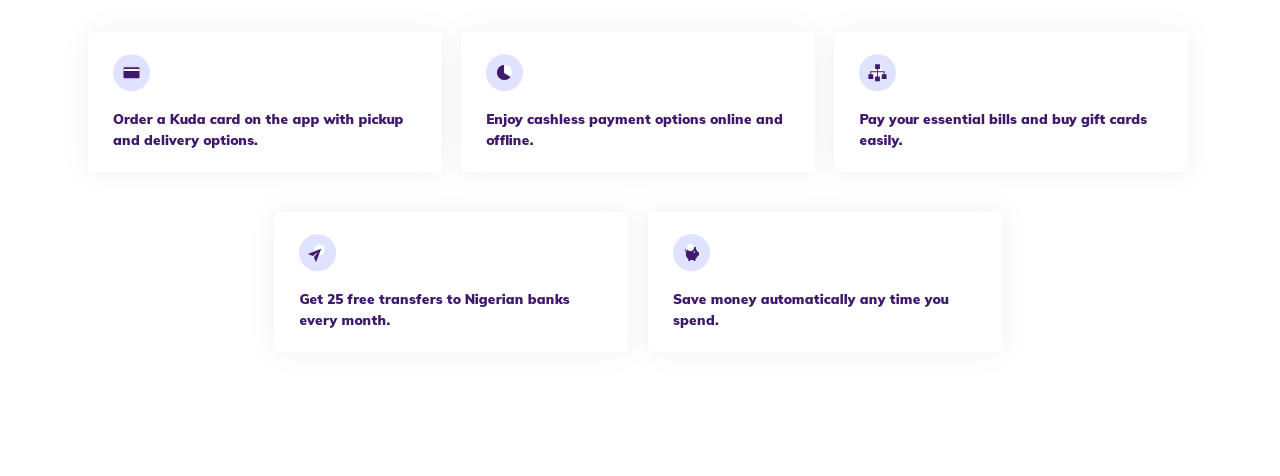 Order a Kuda card on the app with pickup
and delivery options.
Enjoy cashless payment options online and
offline.
Pay your essential bills and buy gift cards
easily.
Get 25 free transfers to Nigerian banks
every month.
Save money automatically any time you
spend.